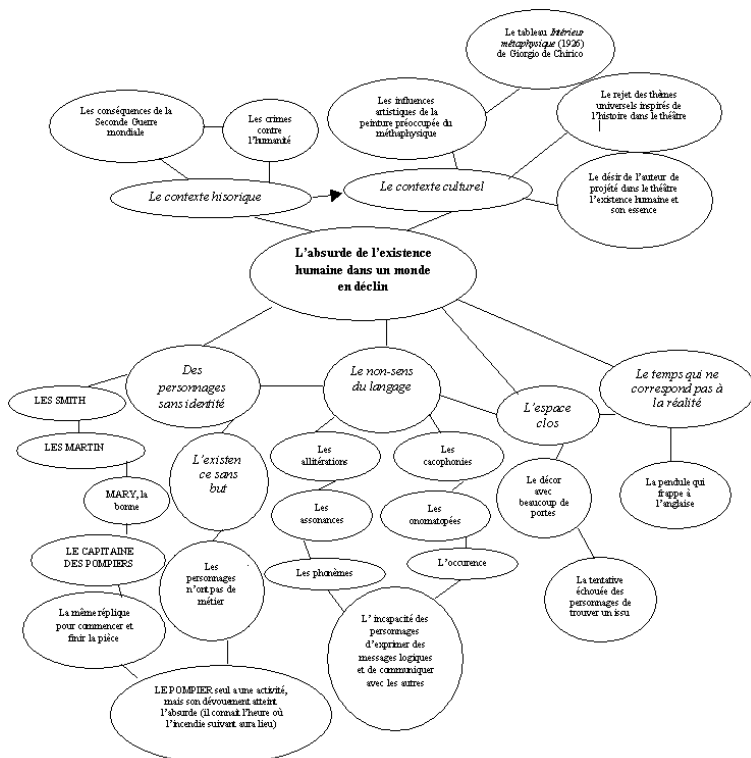 Le tableau Intérieur
métaphysique (1926)
de Giorgio de Chirico
Les conséquences de la
Seconde Guerre
mondiale
Les crimes
contre
l'humanité
Les influences
artistiques de la
peinture préoccupée du
méthaphysique
Le rejet des thèmes
universels inspirés de
l'histoire dans le théâtre
Le contexte hisorique
Le contexte culturel
Le désir de l'auteur de
projeté dans le théâtre
l'existence humaine et
son essence
L'absurde de l'existence
humaine dans un monde
en déclin
Des
personnages
sans identité
Le non-sens
du langage
L'espace
clos
Le temps qui ne
correspond pas à
la réalité
LES SMITH
LES MARTIN
MARY, la
bonne
LE CAPITAINE
DES POMPIERS
La même réplique
pour commencer et
finir la pièce
L'existen
ce sans
but
Les
personnages
n'ont pas de
métier
LE POMPIER seul a une activité,
mais son dévouement atteint
l'absurde (il connait l'heure où
l'incendie suivant aura lieu)
Les
allitérations
Les
assonances
Les phonèmes
Les
cacophonies
Les
onomatopées
L'occurence
L' incapacité des
personnages
d'exprimer des
messages logiques
et de communiquer
avec les autres
Le décor
avec
beaucoup de
portes
La tentative
échouée des
personnages de
trouver un issu
La pendule qui
frappe à
l'anglaise